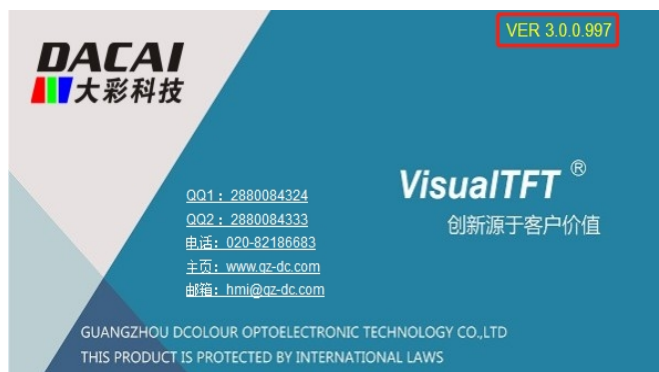 VER 3.0.0.997
DACAI
大彩科技
VisualTFT ®
创新源于客户价值
QQ1：2880084324
QQ2：2880084333
电话：020-82186683
主页：www.gz-dc.com
邮箱：hmi@gz-dc.com
GUANGZHOU DCOLOUR OPTOELECTRONIC TECHNOLOGY CO.,LTD
THIS PRODUCT IS PROTECTED BY INTERNATIONAL LAWS